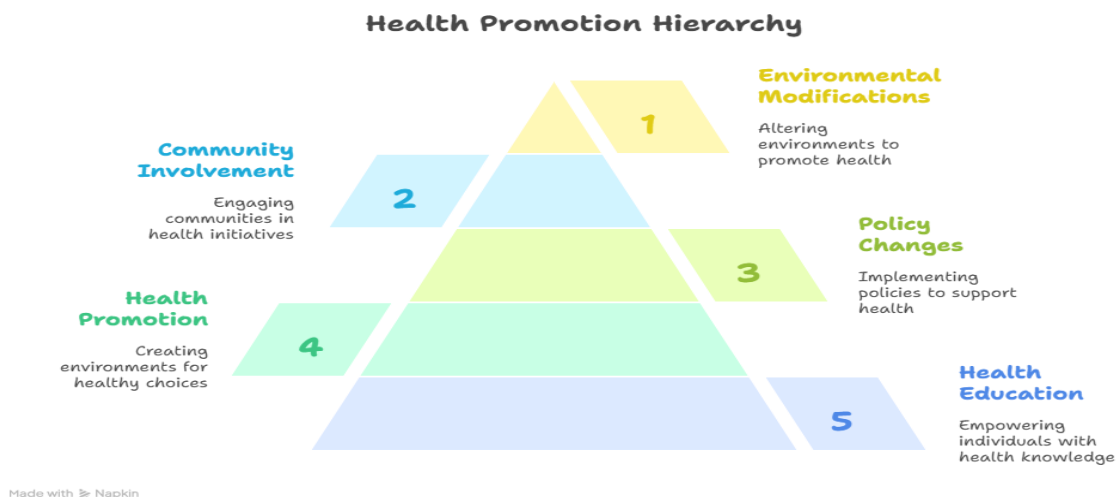 Health Promotion Hierarchy
1
Environmental
Modifications
Altering
environments to
promote health
Community
Involvement
2
Engaging
communities in
health initiatives
Policy
Changes
3
Implementing
policies to support
health
Health
Promotion
4
Creating
environments for
healthy choices
Health
Education
5
Empowering
individuals with
health knowledge
Made with Napkin